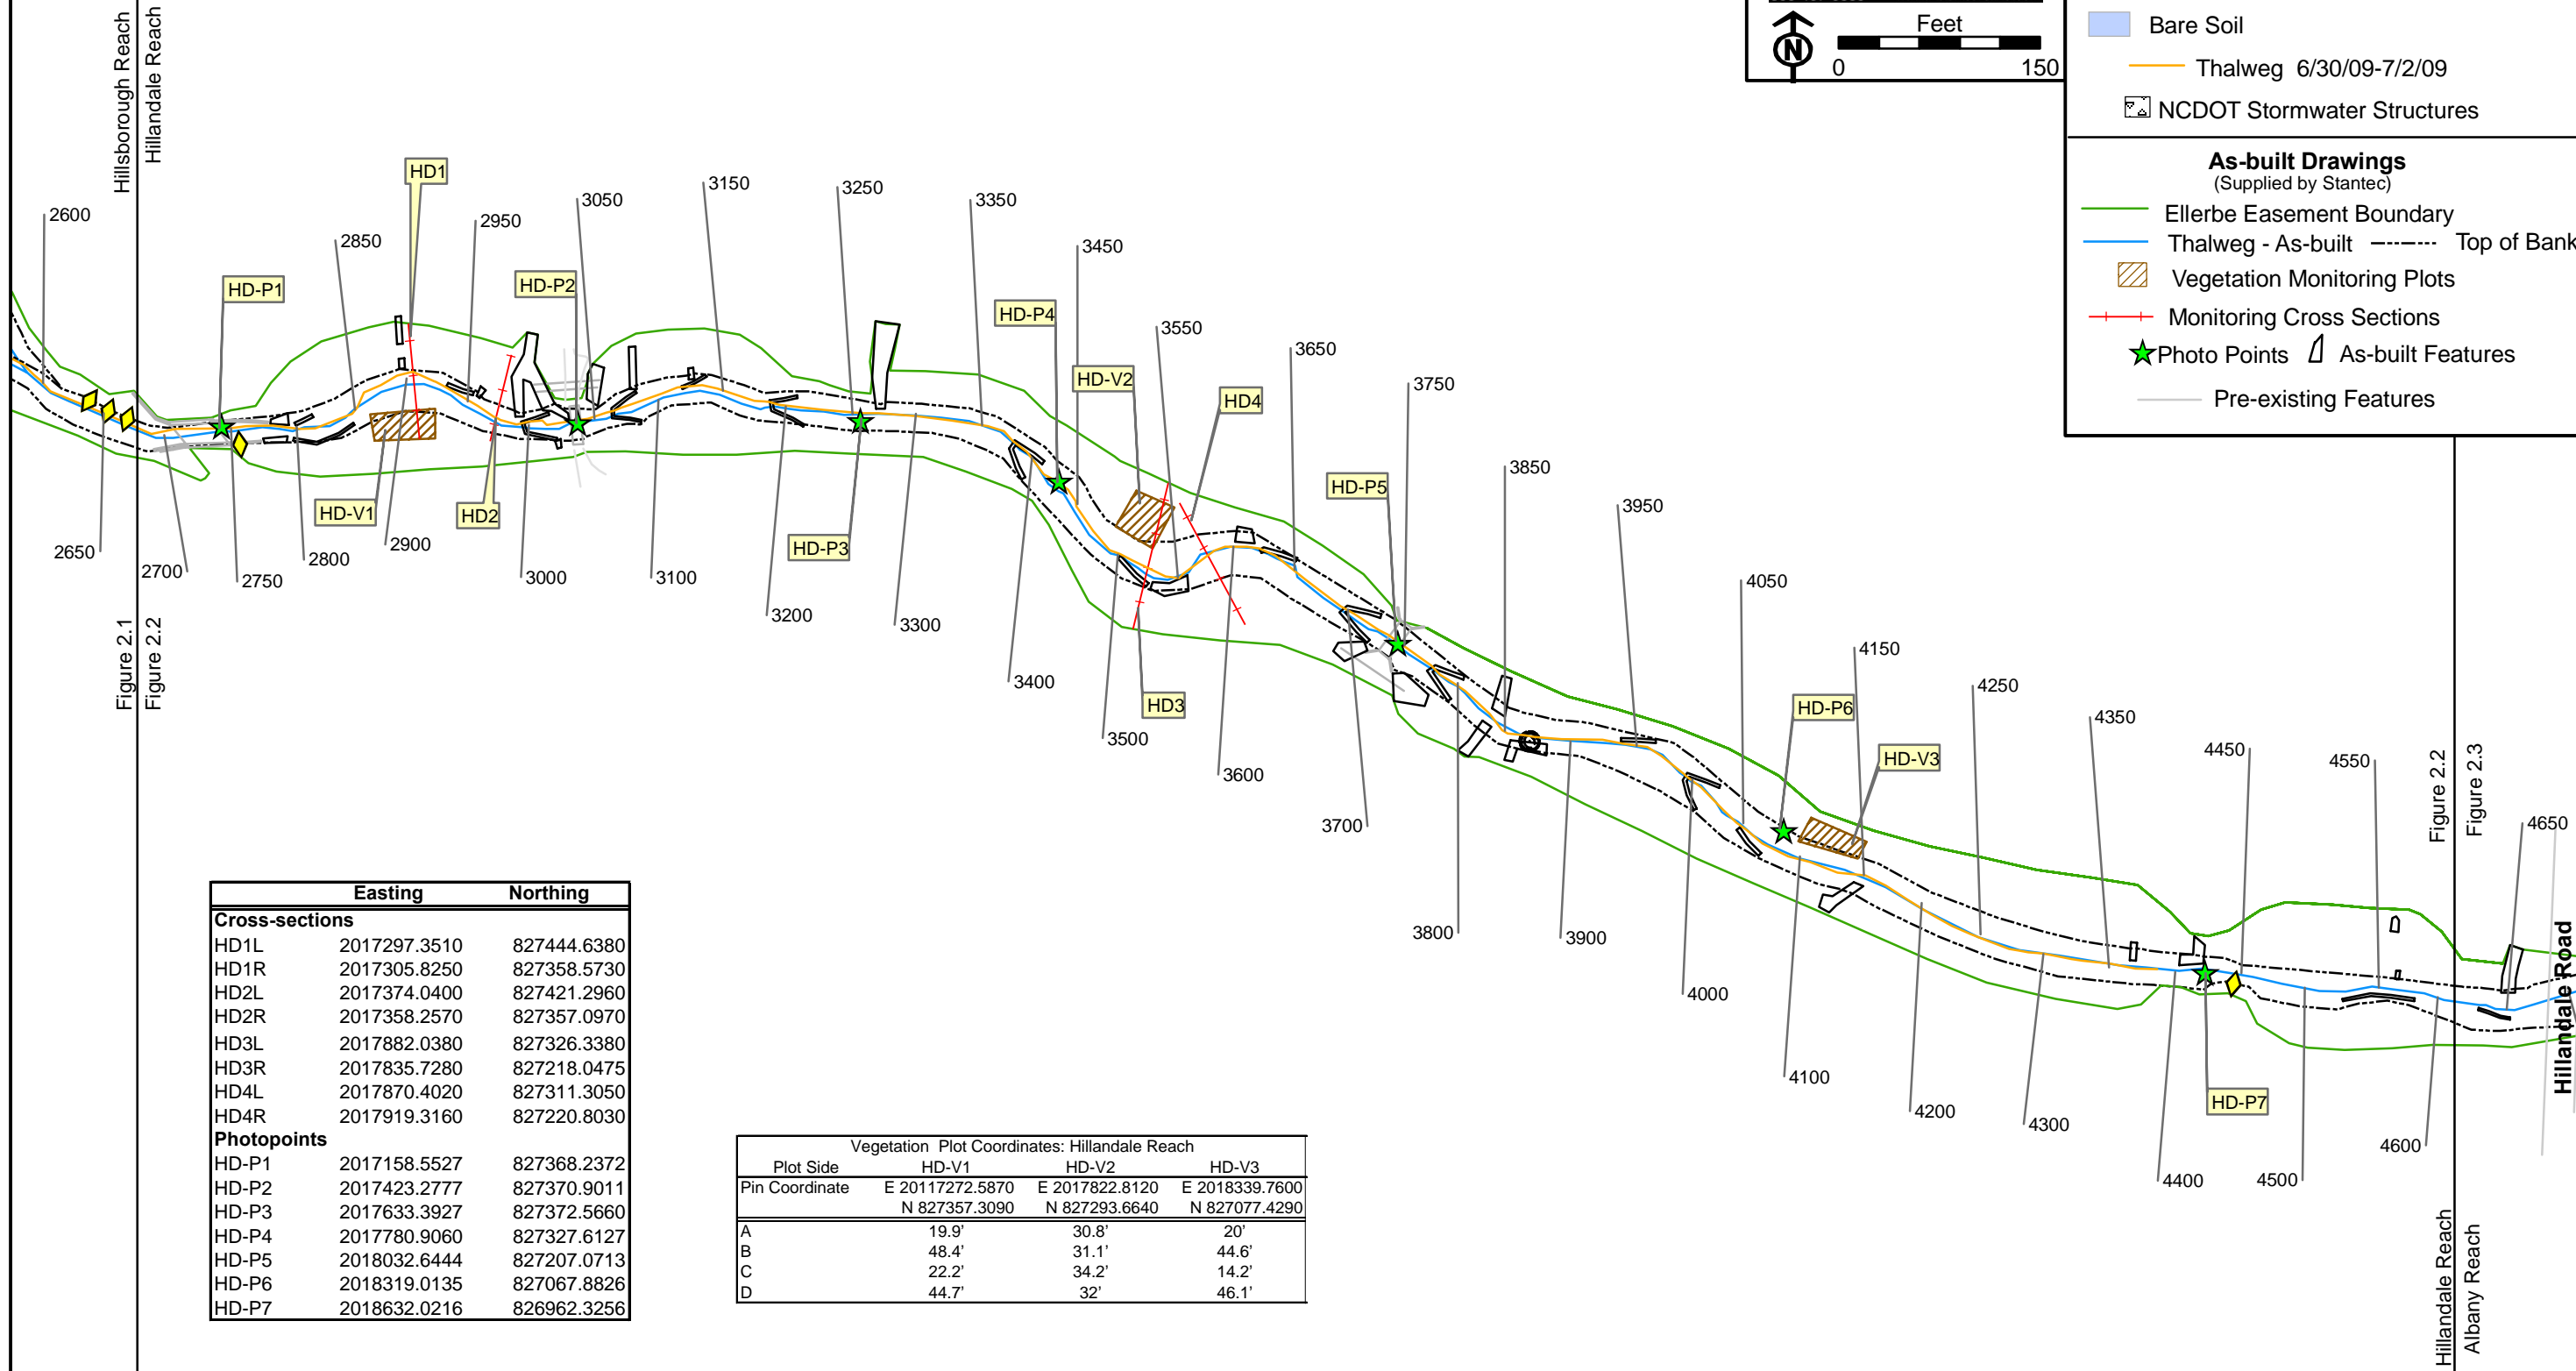 Hillsborough Reach
Hillandale Reach
Feet
N
0 150
Bare Soil
Thalweg 6/30/09-7/2/09
NCDOT Stormwater Structures
As-built Drawings
(Supplied by Stantec)
Ellerbe Easement Boundary
Thalweg - As-built Top of Bank
Vegetation Monitoring Plots
Monitoring Cross Sections
Photo Points As-built Features
Pre-existing Features
HD1
3150
3250
3350
3050
2600
2950
2850
3450
HD-P2
HD-P1
HD-P4
3550
3650
HD-V2
3750
HD4
3850
HD-P5
3950
HD-V1
HD2
2900
HD-P3
2650
2800
2700
2750
3000
3100
4050
3200
3300
Figure 2.1
Figure 2.2
4150
3400
4250
HD3
HD-P6
4350
3500
4450
HD-V3
4550
Figure 2.2
Figure 2.3
3600
3700
4650
3800
3900
4000
Hillandale Road
4100
HD-P7
4200
4300
4600
4400
4500
Easting Northing
Cross-sections
HD1L 2017297.3510 827444.6380
HD1R 2017305.8250 827358.5730
HD2L 2017374.0400 827421.2960
HD2R 2017358.2570 827357.0970
HD3L 2017882.0380 827326.3380
HD3R 2017835.7280 827218.0475
HD4L 2017870.4020 827311.3050
HD4R 2017919.3160 827220.8030
Photopoints
HD-P1 2017158.5527 827368.2372
HD-P2 2017423.2777 827370.9011
HD-P3 2017633.3927 827372.5660
HD-P4 2017780.9060 827327.6127
HD-P5 2018032.6444 827207.0713
HD-P6 2018319.0135 827067.8826
HD-P7 2018632.0216 826962.3256
Vegetation Plot Coordinates: Hillandale Reach
Plot Side HD-V1 HD-V2 HD-V3
Pin Coordinate E 20117272.5870 E 2017822.8120 E 2018339.7600
N 827357.3090 N 827293.6640 N 827077.4290
A 19.9’ 30.8’ 20’
B 48.4’ 31.1’ 44.6’
C 22.2’ 34.2’ 14.2’
D 44.7’ 32’ 46.1’
Hillandale Reach
Albany Reach